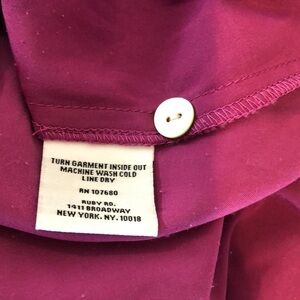 TURN GARMENT INSIDE OUT
MACHINE WASH COLD
LINE DRY
RN 107680
RUBY RD.
1411 BROADWAY
NEW YORK. NY. 10018